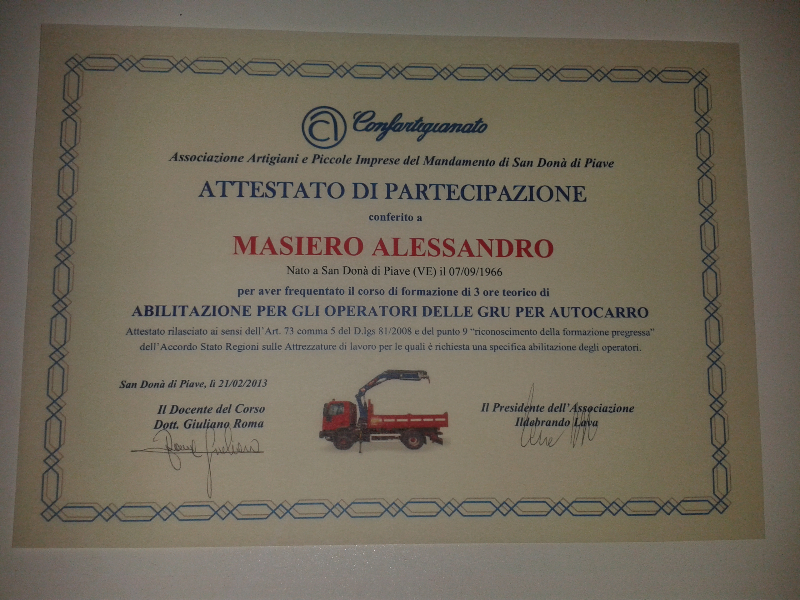 Confartigianato
Associazione Artigiani e Piccole Imprese del Mandamento di San Donà di Piave
ATTESTATO DI PARTECIPAZIONE
conferito a
MASIERO ALESSANDRO
Nato a San Donà di Piave (VE) il 07/09/1966
per aver frequentato il corso di formazione di 3 ore teorico di
ABILITAZIONE PER GLI OPERATORI DELLE GRU PER AUTOCARRO
Attestato rilasciato ai sensi dell'Art. 73 comma 5 del D.lgs 81/2008 e del punto 9 “riconoscimento della formazione pregressa”
dell'Accordo Stato Regioni sulle Attrezzature di lavoro per le quali è richiesta una specifica abilitazione degli operatori.
San Donà di Piave, lì 21/02/2013
Il Docente del Corso
Dott. Giuliano Roma
Il Presidente dell'Associazione
Ildebrando Lava